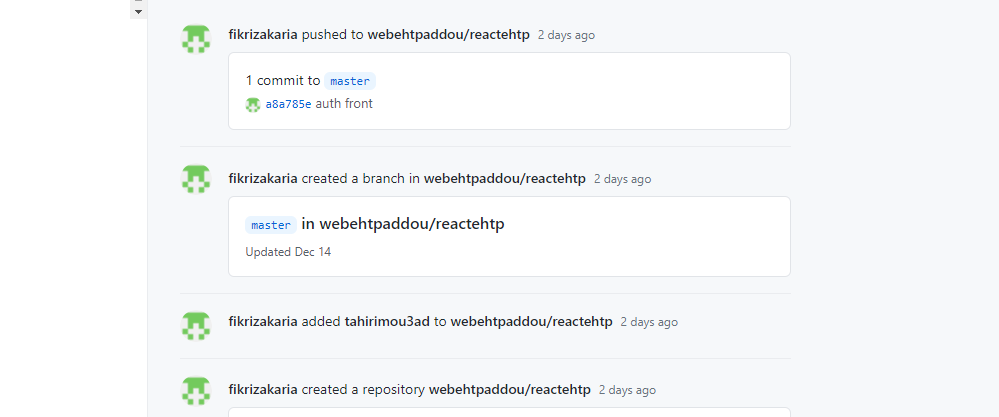 fikrizakaria pushed to webehtpaddou/reactehtp 2 days ago
1 commit to master
a8a785e auth front
fikrizakaria created a branch in webehtpaddou/reactehtp 2 days ago
master in webehtpaddou/reactehtp
Updated Dec 14
fikrizakaria added tahirimou3ad to webehtpaddou/reactehtp 2 days ago
fikrizakaria created a repository webehtpaddou/reactehtp 2 days ago